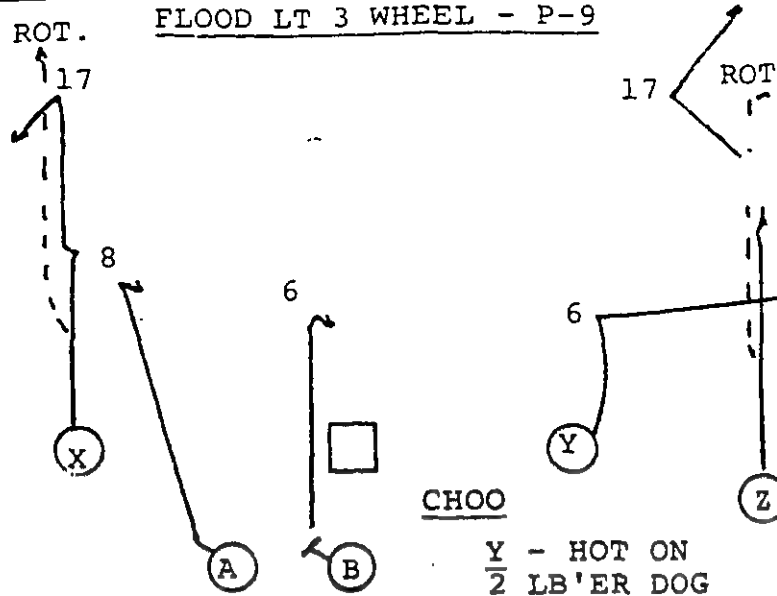 FLOOD LT 3 WHEEL - P-9
ROT.
17
17
ROT
8
6
6
X
Y
Z
A
B
CHOO
Y - HOT ON
2 LB'ER DOG